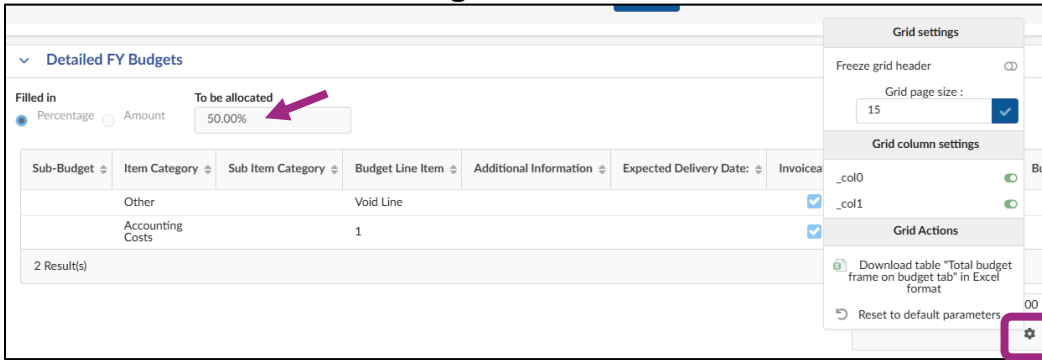 Grid settings
Detailed FY Budgets
Freeze grid header
Filled in
To be allocated
Grid page size :
Percentage
Amount
50.00%
15
Grid column settings
Sub-Budget
Item Category
Sub Item Category
Budget Line Item
Additional Information
Expected Delivery Date:
Invoicea
_col0
Bu
Other
Void Line
_col1
Accounting
Costs
1
Grid Actions
2 Result(s)
Download table "Total budget
frame on budget tab" in Excel
format
00
Reset to default parameters